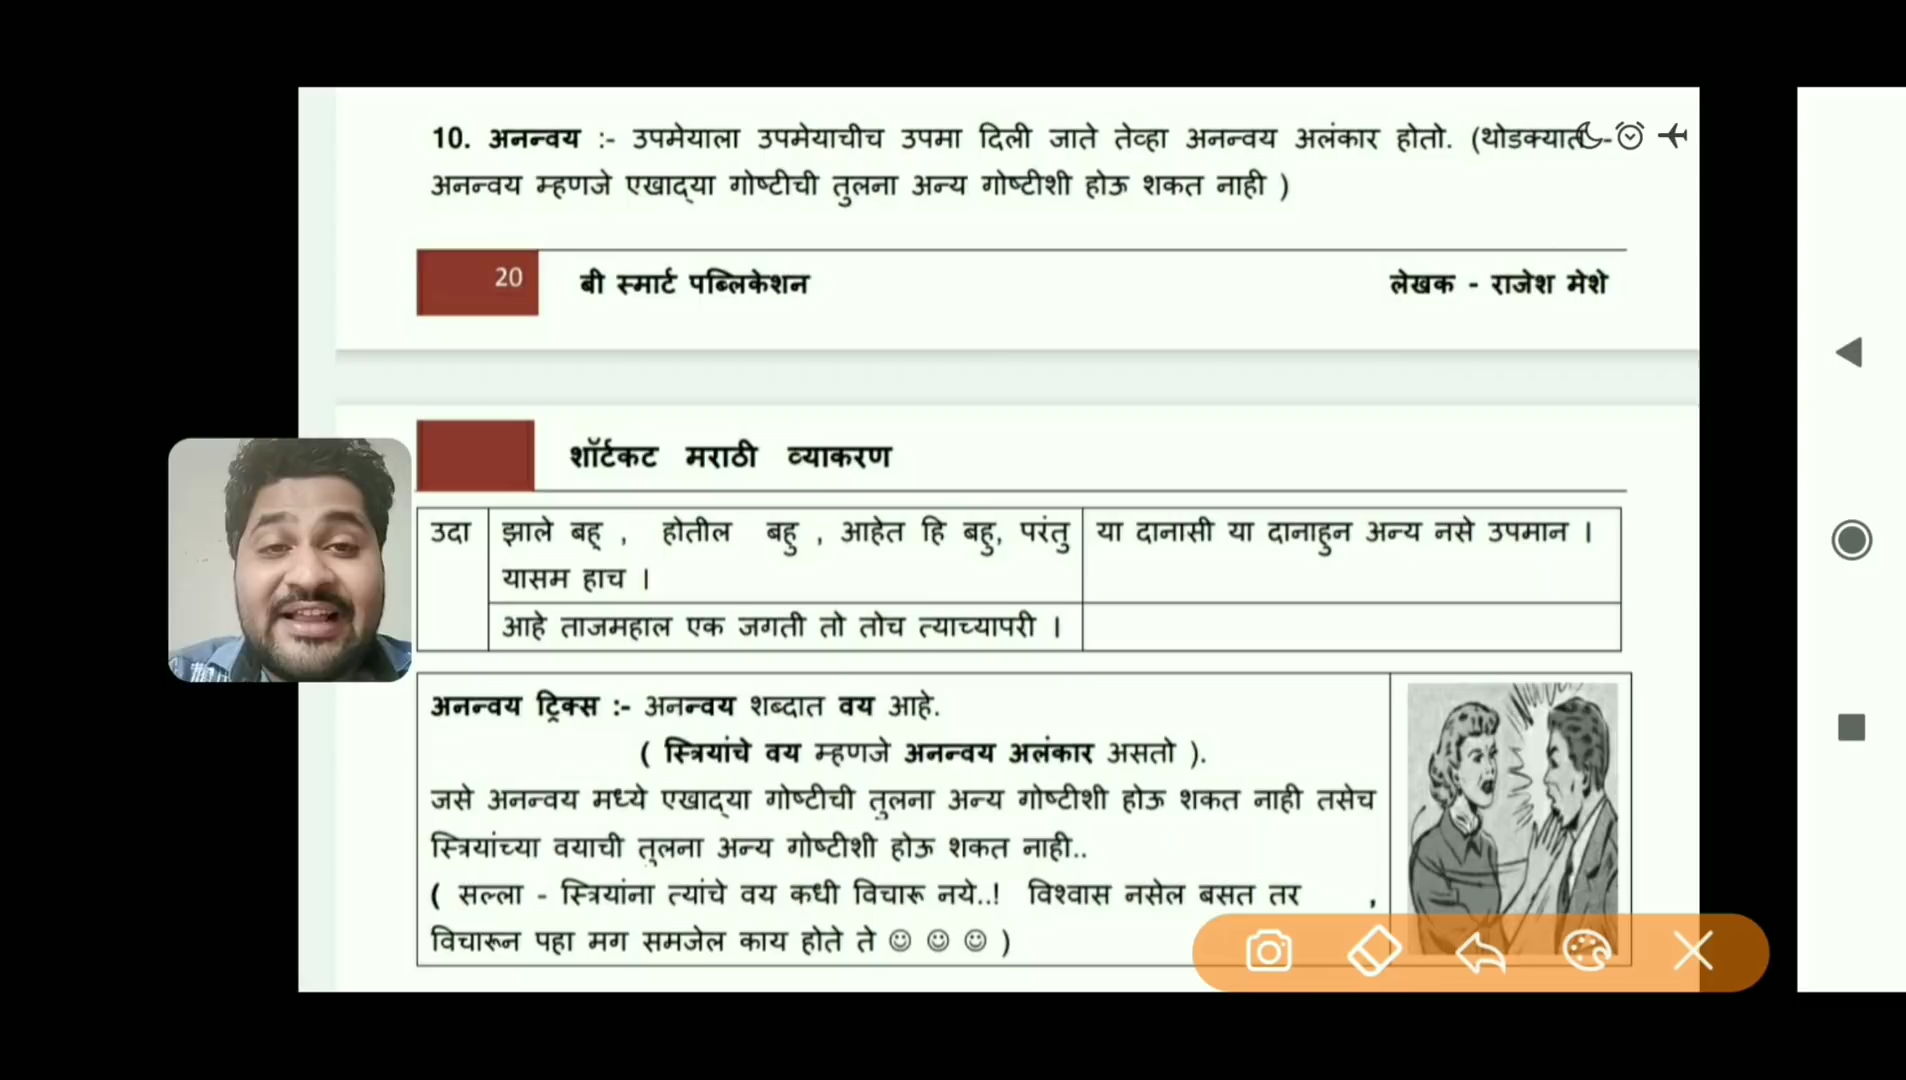 10. अनन्वय :- उपमेयाला उपमेयाचीच उपमा दिली जाते तेव्हा अनन्वय अलंकार होतो. (थोडक्यात -
अनन्वय म्हणजे एखाद्या गोष्टीची तुलना अन्य गोष्टीशी होऊ शकत नाही )
20 बी स्मार्ट पब्लिकेशन लेखक - राजेश मेशे
शॉर्टकट मराठी व्याकरण
उदा झाले बहू , होतील बहु , आहेत हि बहु, परंतु या दानासी या दानाहुन अन्य नसे उपमान ।
यासम हाच ।
आहे ताजमहाल एक जगती तो तोच त्याच्यापरी ।
अनन्वय ट्रिक्स :- अनन्वय शब्दात वय आहे.
( स्त्रियांचे वय म्हणजे अनन्वय अलंकार असतो ).
जसे अनन्वय मध्ये एखाद्या गोष्टीची तुलना अन्य गोष्टीशी होऊ शकत नाही तसेच
स्त्रियांच्या वयाची तुलना अन्य गोष्टीशी होऊ शकत नाही..
( सल्ला - स्त्रियांना त्यांचे वय कधी विचारू नये..! विश्वास नसेल बसत तर ,
विचारून पहा मग समजेल काय होते ते ☺ ☺ ☺ )